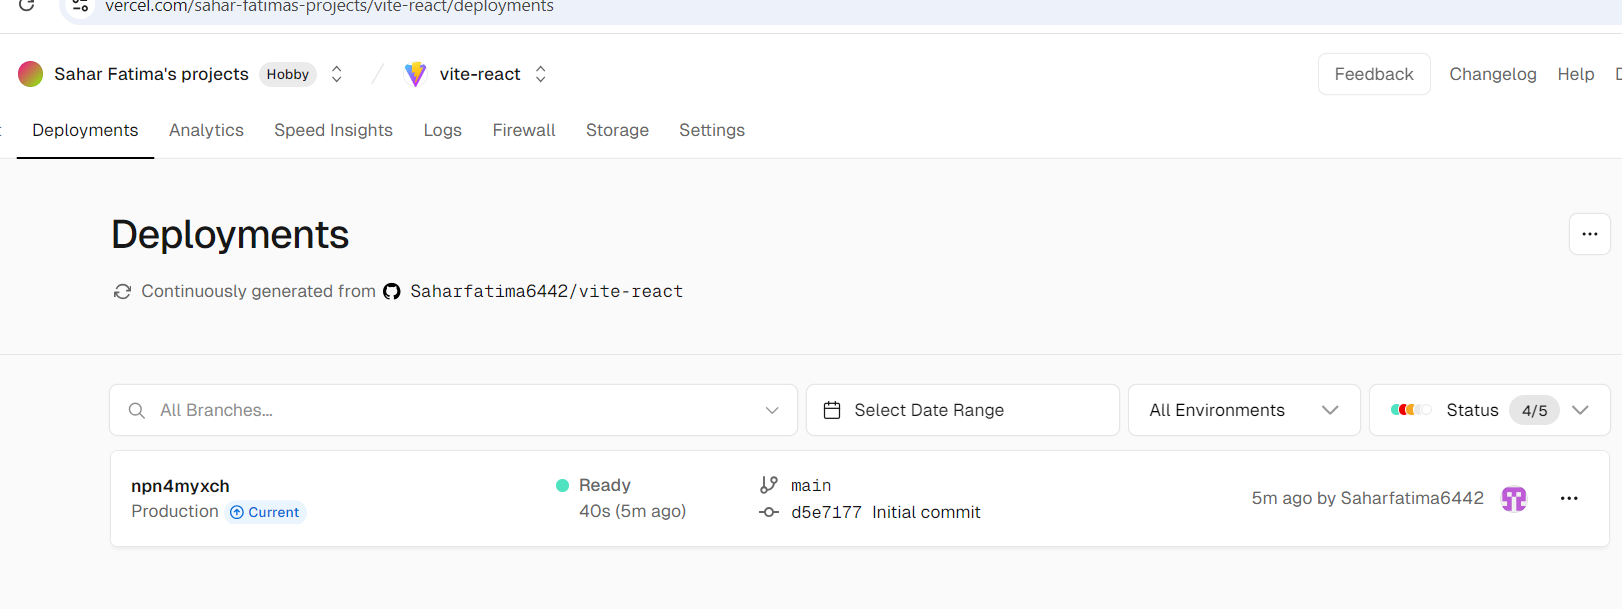 vercel.com/sahar-fatimas-projects/vite-react/deployments
Sahar Fatima's projects Hobby vite-react Feedback Changelog Help
Deployments Analytics Speed Insights Logs Firewall Storage Settings
Deployments
Continuously generated from Saharfatima6442/vite-react
All Branches... Select Date Range All Environments Status 4/5
npn4myxch Ready main
Production Current 40s (5m ago) d5e7177 Initial commit
5m ago by Saharfatima6442